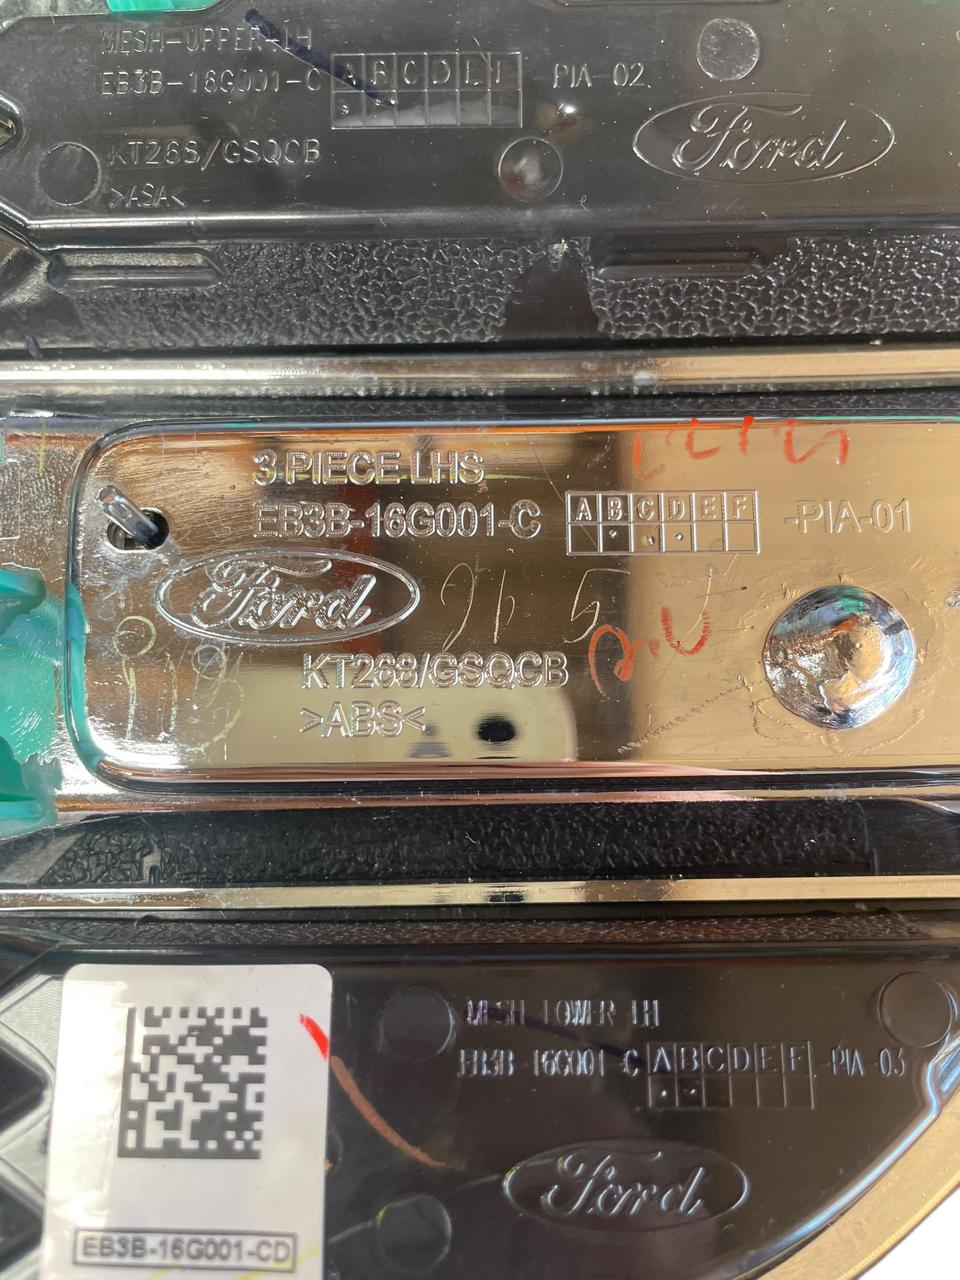 MESH-UPPER-LH
EB3B-16G001-C A B C D E F PIA-02
KT268/GSQCB
>ASA<
Ford
3 PIECE LHS
EB3B-16G001-C A B C D E F -PIA-01
Ford
KT268/GSQCB
>ABS<
MESH LOWER LH
EB3B-16G001-C A B C D E F -PIA-03
Ford
EB3B-16G001-CD